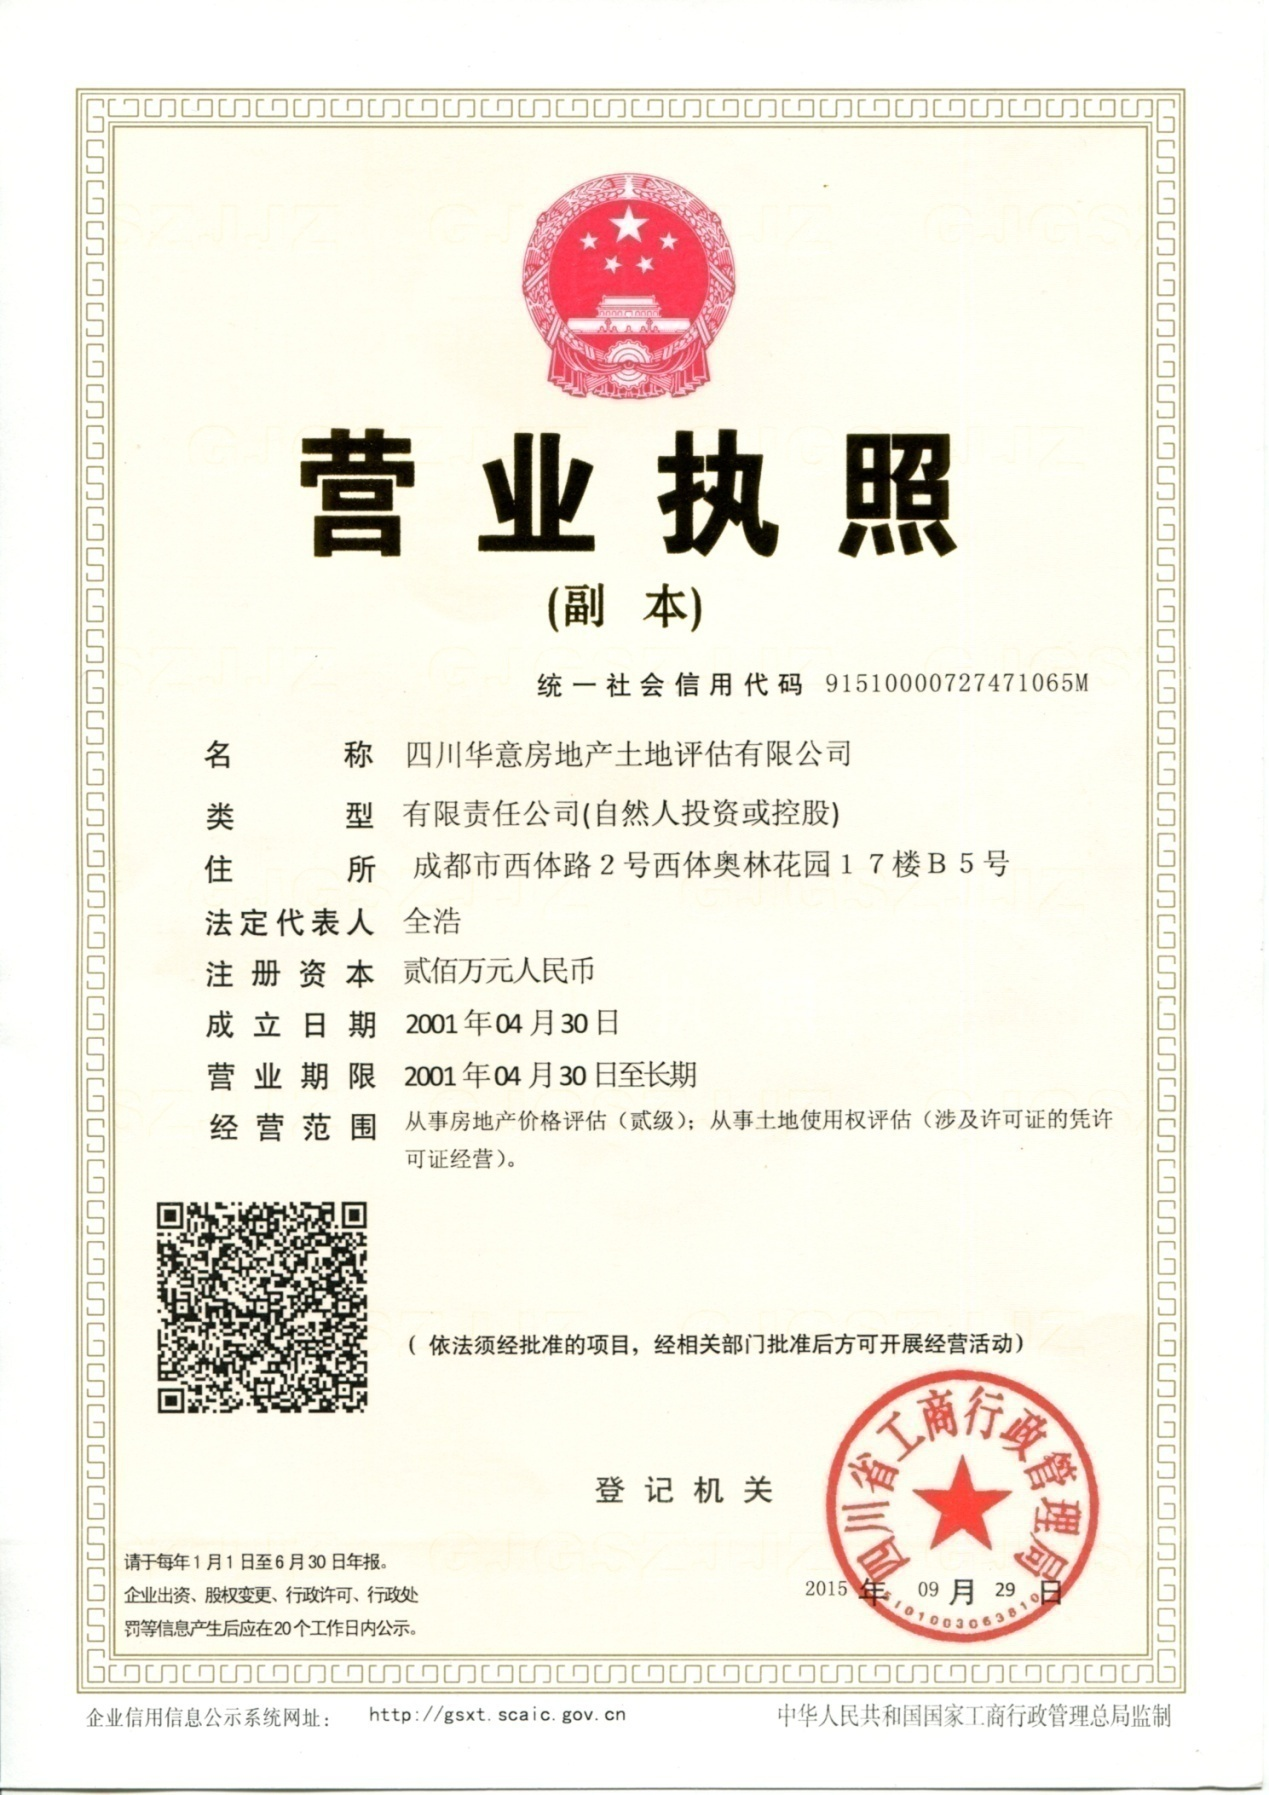 营业执照
(副 本)
统一社会信用代码 91510000727471065M
名称 四川华意房地产土地评估有限公司
类型 有限责任公司(自然人投资或控股)
住所 成都市西体路2号西体奥林花园17楼B5号
法定代表人 全浩
注册资本 贰佰万元人民币
成立日期 2001年04月30日
营业期限 2001年04月30日至长期
经营范围 从事房地产价格评估（贰级）；从事土地使用权评估（涉及许可证的凭许
可证经营）。
（依法须经批准的项目，经相关部门批准后方可开展经营活动）
四川省工商行政管理局
登记机关
2015年09月29日
5101003063810
请于每年1月1日至6月30日年报。
企业出资、股权变更、行政许可、行政处
罚等信息产生后应在20个工作日内公示。
企业信用信息公示系统网址： http://gsxt.scaic.gov.cn
中华人民共和国国家工商行政管理总局监制